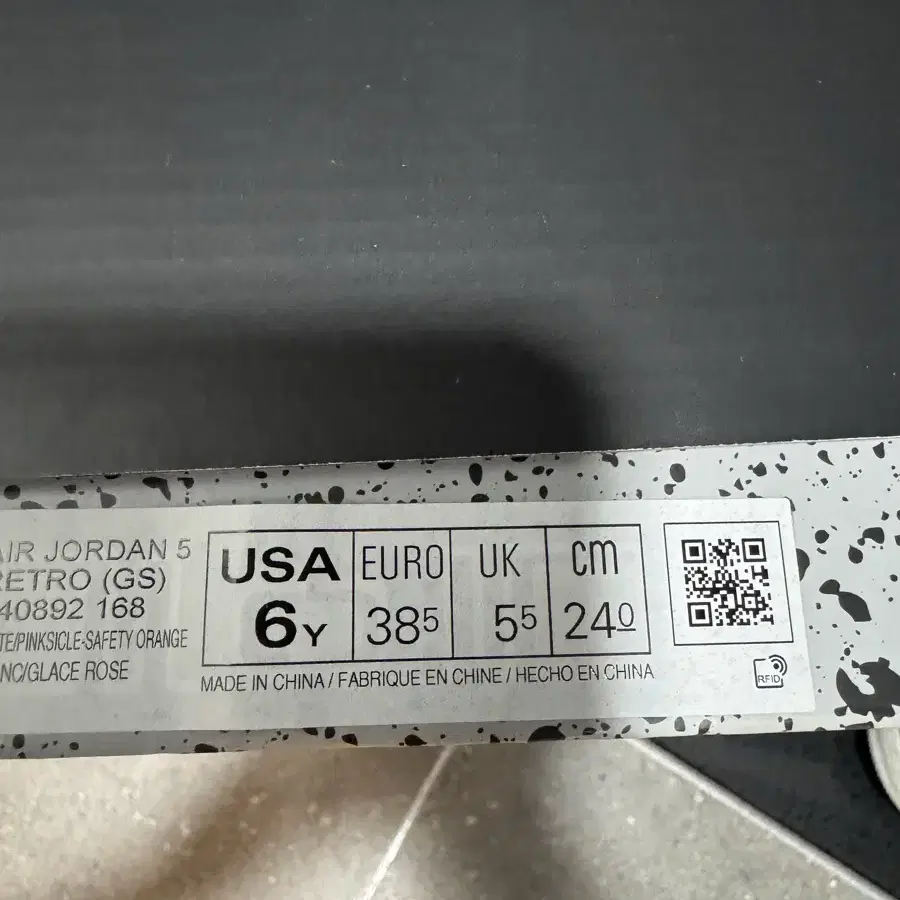 AIR JORDAN 5
RETRO (GS)
40892 168
TE/PINKSICLE-SAFETY ORANGE
NC/GLACE ROSE
USA EURO UK cm
6Y 385 55 240
MADE IN CHINA / FABRIQUE EN CHINE / HECHO EN CHINA
RFID